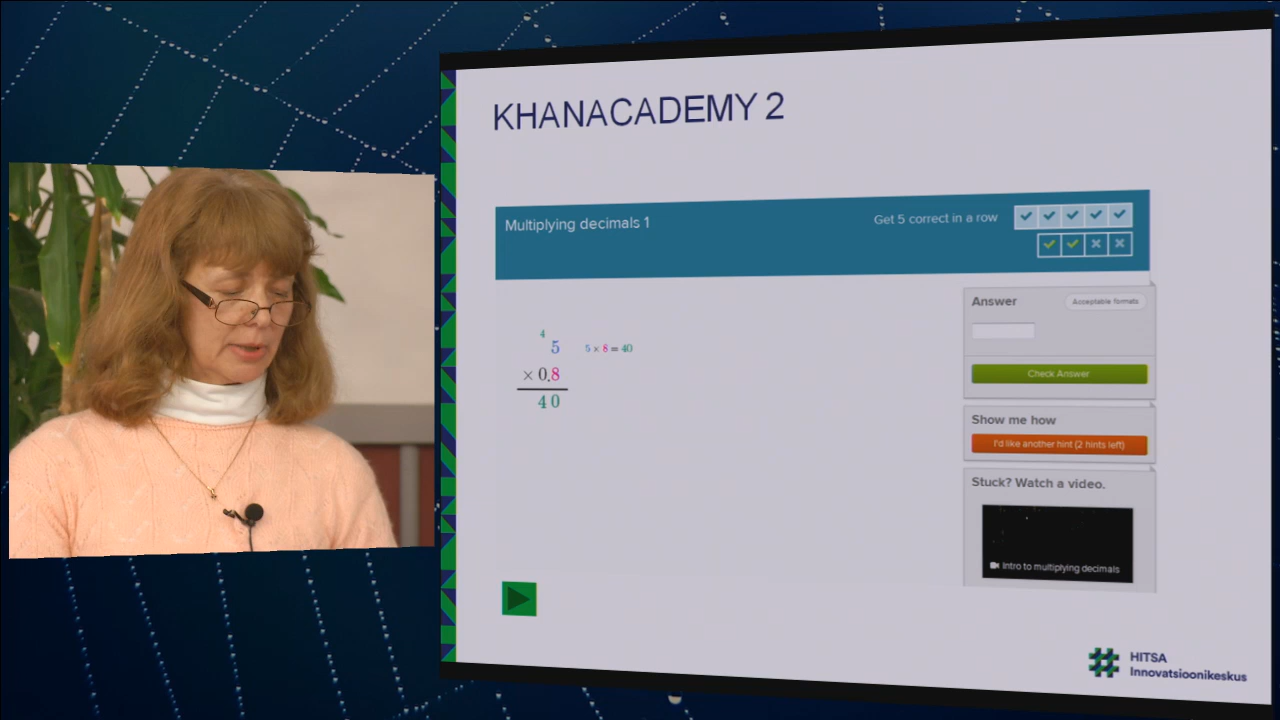 KHANACADEMY 2
Multiplying decimals 1
Get 5 correct in a row
4
5
5 × 8 = 40
× 0.8
40
Answer
Acceptable formats
Check Answer
Show me how
I'd like another hint (2 hints left)
Stuck? Watch a video.
Intro to multiplying decimals
HITSA
Innovatsioonikeskus